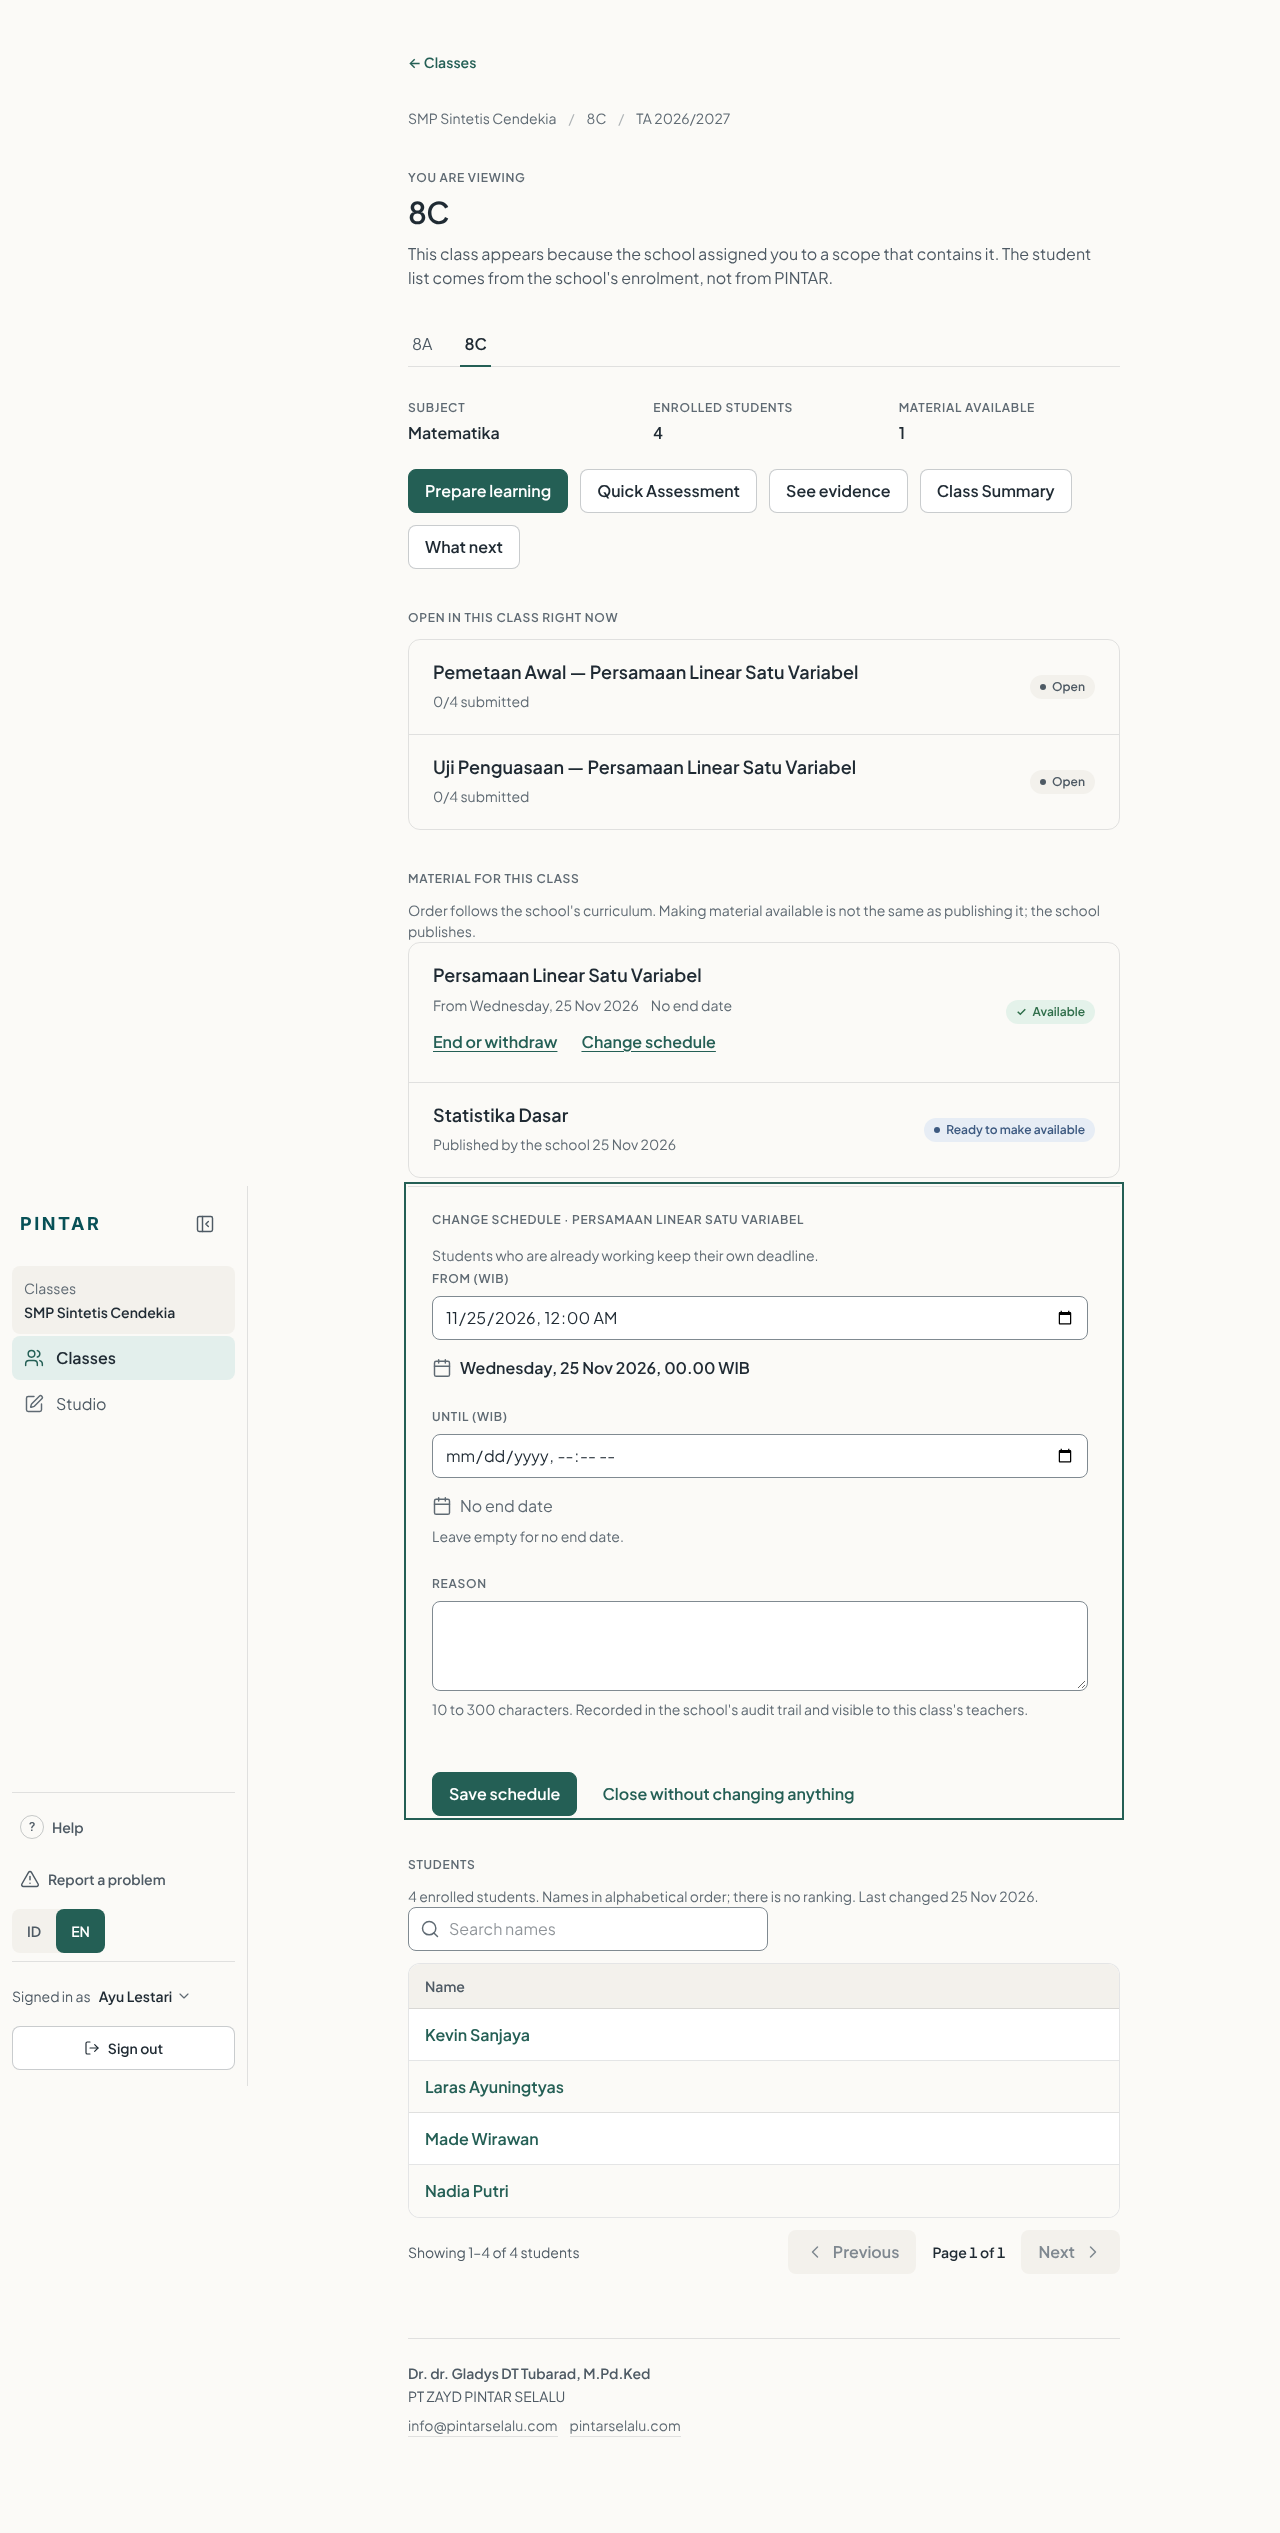 ← Classes
SMP Sintetis Cendekia / 8C / TA 2026/2027
YOU ARE VIEWING
8C
This class appears because the school assigned you to a scope that contains it. The student
list comes from the school's enrolment, not from PINTAR.
8A 8C
SUBJECT ENROLLED STUDENTS MATERIAL AVAILABLE
Matematika 4 1
Prepare learning Quick Assessment See evidence Class Summary
What next
OPEN IN THIS CLASS RIGHT NOW
Pemetaan Awal — Persamaan Linear Satu Variabel
0/4 submitted
Open
Uji Penguasaan — Persamaan Linear Satu Variabel
0/4 submitted
Open
MATERIAL FOR THIS CLASS
Order follows the school's curriculum. Making material available is not the same as publishing it; the school
publishes.
Persamaan Linear Satu Variabel
From Wednesday, 25 Nov 2026 No end date
Available
End or withdraw Change schedule
Statistika Dasar
Published by the school 25 Nov 2026
Ready to make available
PINTAR
Classes
SMP Sintetis Cendekia
Classes
Studio
CHANGE SCHEDULE · PERSAMAAN LINEAR SATU VARIABEL
Students who are already working keep their own deadline.
FROM (WIB)
11/25/2026, 12:00 AM
Wednesday, 25 Nov 2026, 00.00 WIB
UNTIL (WIB)
mm/dd/yyyy, --:-- --
No end date
Leave empty for no end date.
REASON
10 to 300 characters. Recorded in the school's audit trail and visible to this class's teachers.
Save schedule Close without changing anything
? Help
Report a problem
ID EN
Signed in as Ayu Lestari
Sign out
STUDENTS
4 enrolled students. Names in alphabetical order; there is no ranking. Last changed 25 Nov 2026.
Search names
Name
Kevin Sanjaya
Laras Ayuningtyas
Made Wirawan
Nadia Putri
Showing 1–4 of 4 students Previous Page 1 of 1 Next
Dr. dr. Gladys DT Tubarad, M.Pd.Ked
PT ZAYD PINTAR SELALU
info@pintarselalu.com pintarselalu.com